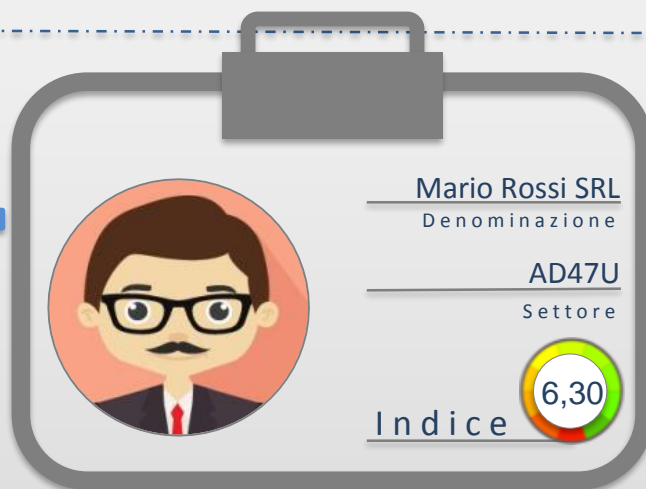 Mario Rossi SRL
Denominazione
AD47U
Settore
Indice 6,30